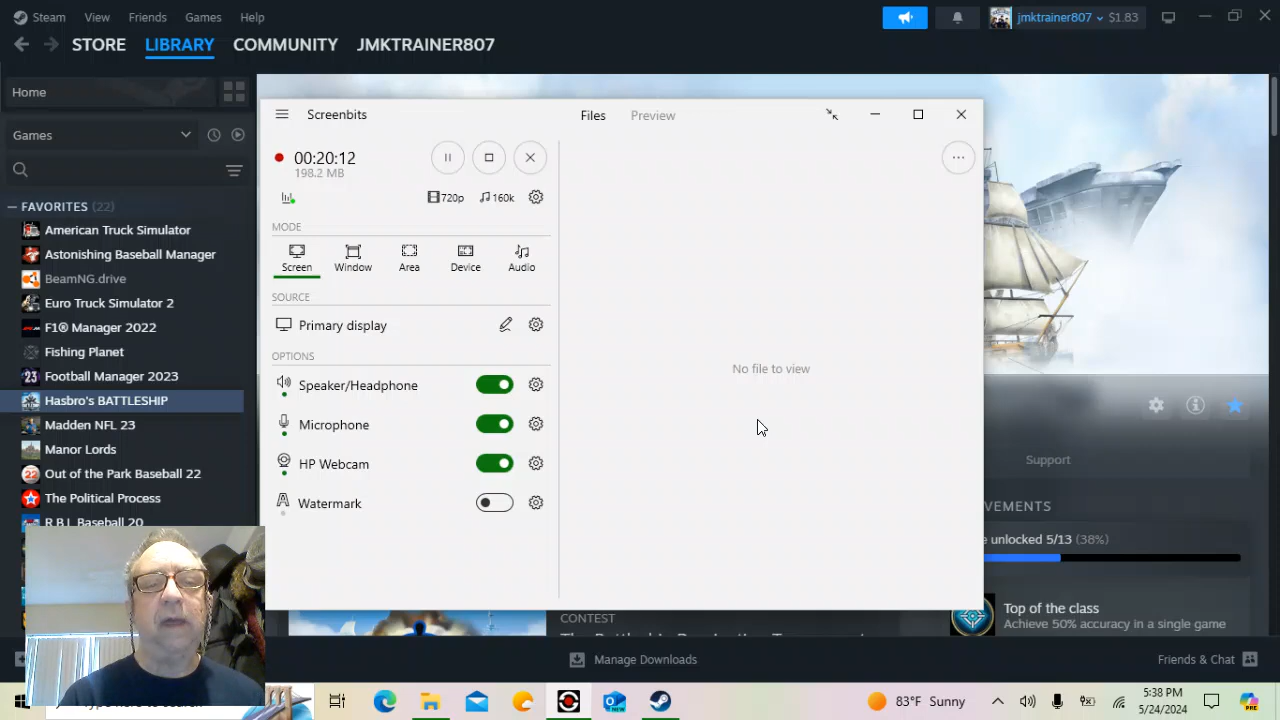 Steam View Friends Games Help
jmktrainer807 $1.83
STORE LIBRARY COMMUNITY JMKTRAINER807
Home
Games
FAVORITES (22)
American Truck Simulator
Astonishing Baseball Manager
BeamNG.drive
Euro Truck Simulator 2
F1® Manager 2022
Fishing Planet
Football Manager 2023
Hasbro's BATTLESHIP
Madden NFL 23
Manor Lords
Out of the Park Baseball 22
The Political Process
R.B.I. Baseball 20
Screenbits
Files Preview
00:20:12
198.2 MB
720p 160k
MODE
Screen Window Area Device Audio
SOURCE
Primary display
OPTIONS
Speaker/Headphone
Microphone
HP Webcam
Watermark
No file to view
Support
VEMENTS
e unlocked 5/13 (38%)
Top of the class
Achieve 50% accuracy in a single game
CONTEST
Manage Downloads
Friends & Chat
83°F Sunny
5:38 PM
5/24/2024